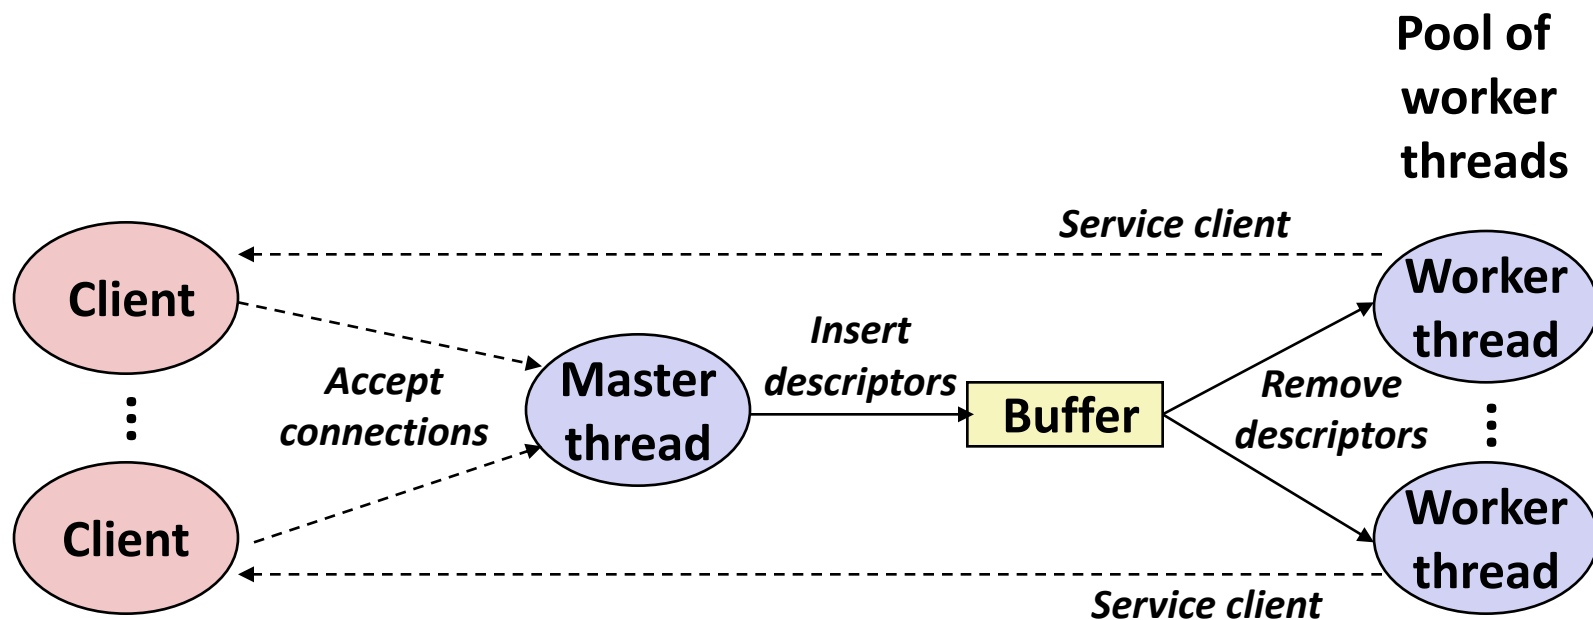 Pool of
worker
threads
Service client
Client
Worker
thread
Insert
descriptors
Accept
connections
Master
thread
Buffer
Remove
descriptors
Client
Worker
thread
Service client